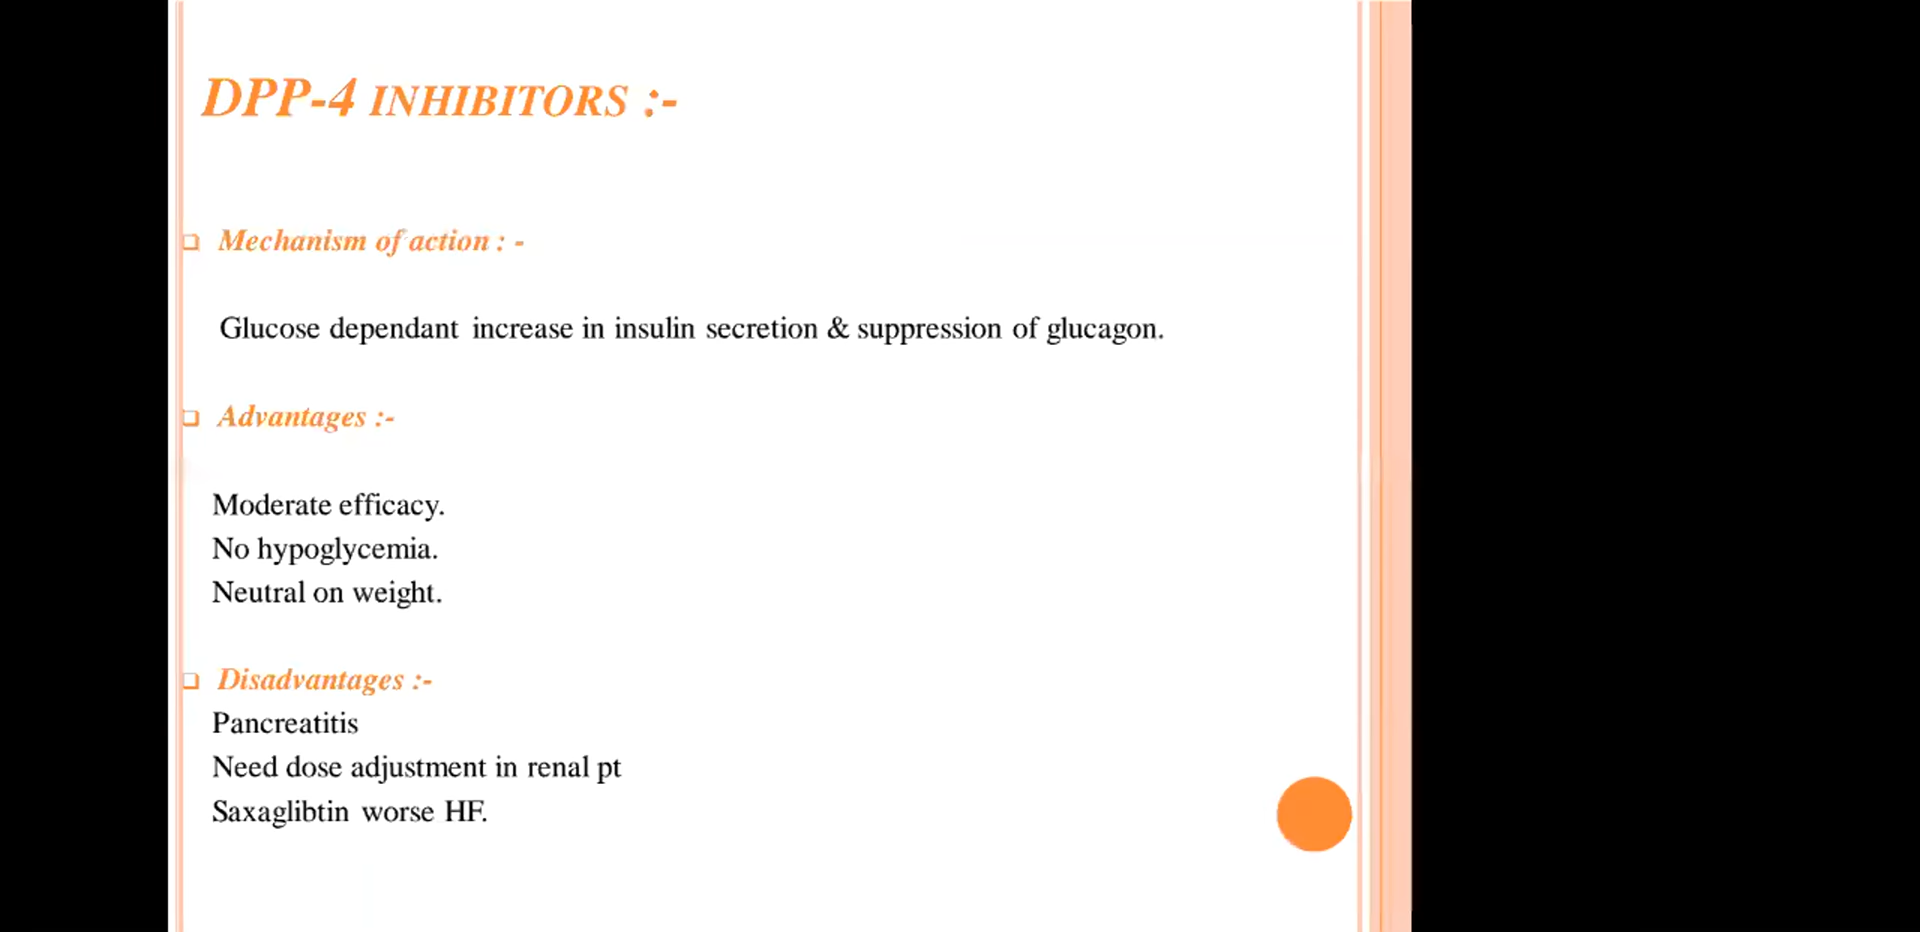 DPP-4 INHIBITORS :-
Mechanism of action : -
Glucose dependant increase in insulin secretion & suppression of glucagon.
Advantages :-
Moderate efficacy.
No hypoglycemia.
Neutral on weight.
Disadvantages :-
Pancreatitis
Need dose adjustment in renal pt
Saxaglibtin worse HF.